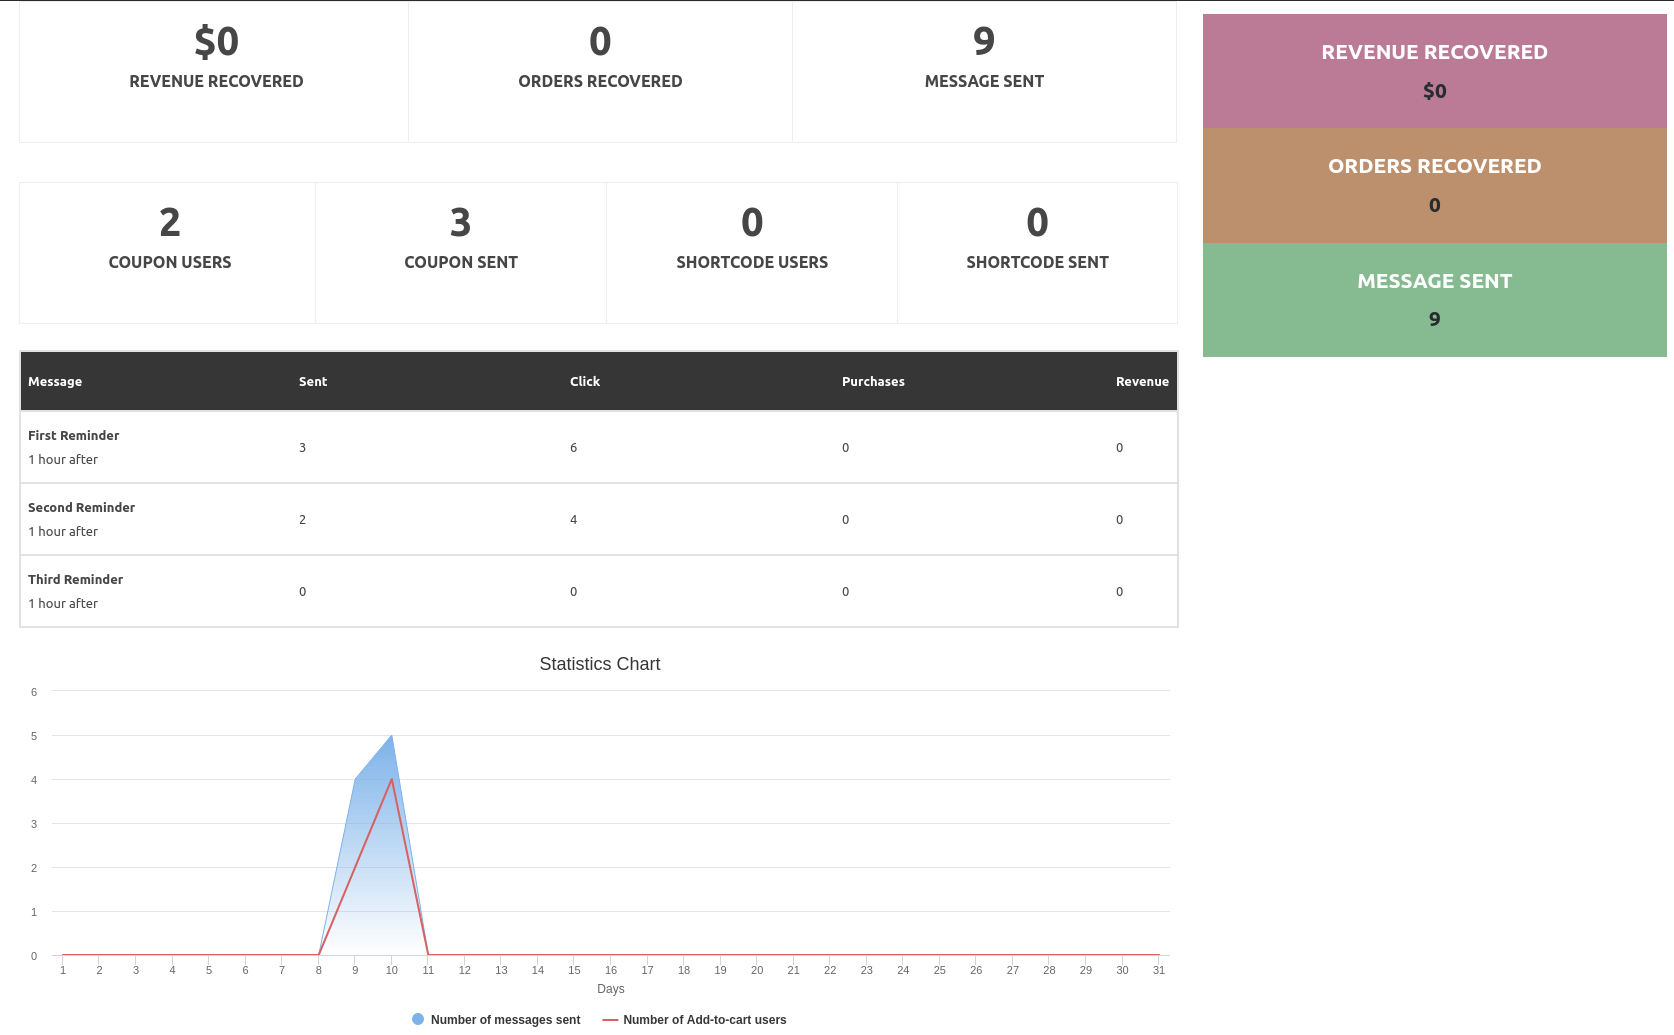 $0
REVENUE RECOVERED
0
ORDERS RECOVERED
9
MESSAGE SENT
REVENUE RECOVERED
$0
ORDERS RECOVERED
0
MESSAGE SENT
9
2
COUPON USERS
3
COUPON SENT
0
SHORTCODE USERS
0
SHORTCODE SENT
Message Sent Click Purchases Revenue
First Reminder
1 hour after
3 6 0 0
Second Reminder
1 hour after
2 4 0 0
Third Reminder
1 hour after
0 0 0 0
Statistics Chart
6
5
4
3
2
1
0
1 2 3 4 5 6 7 8 9 10 11 12 13 14 15 16 17 18 19 20 21 22 23 24 25 26 27 28 29 30 31
Days
Number of messages sent Number of Add-to-cart users